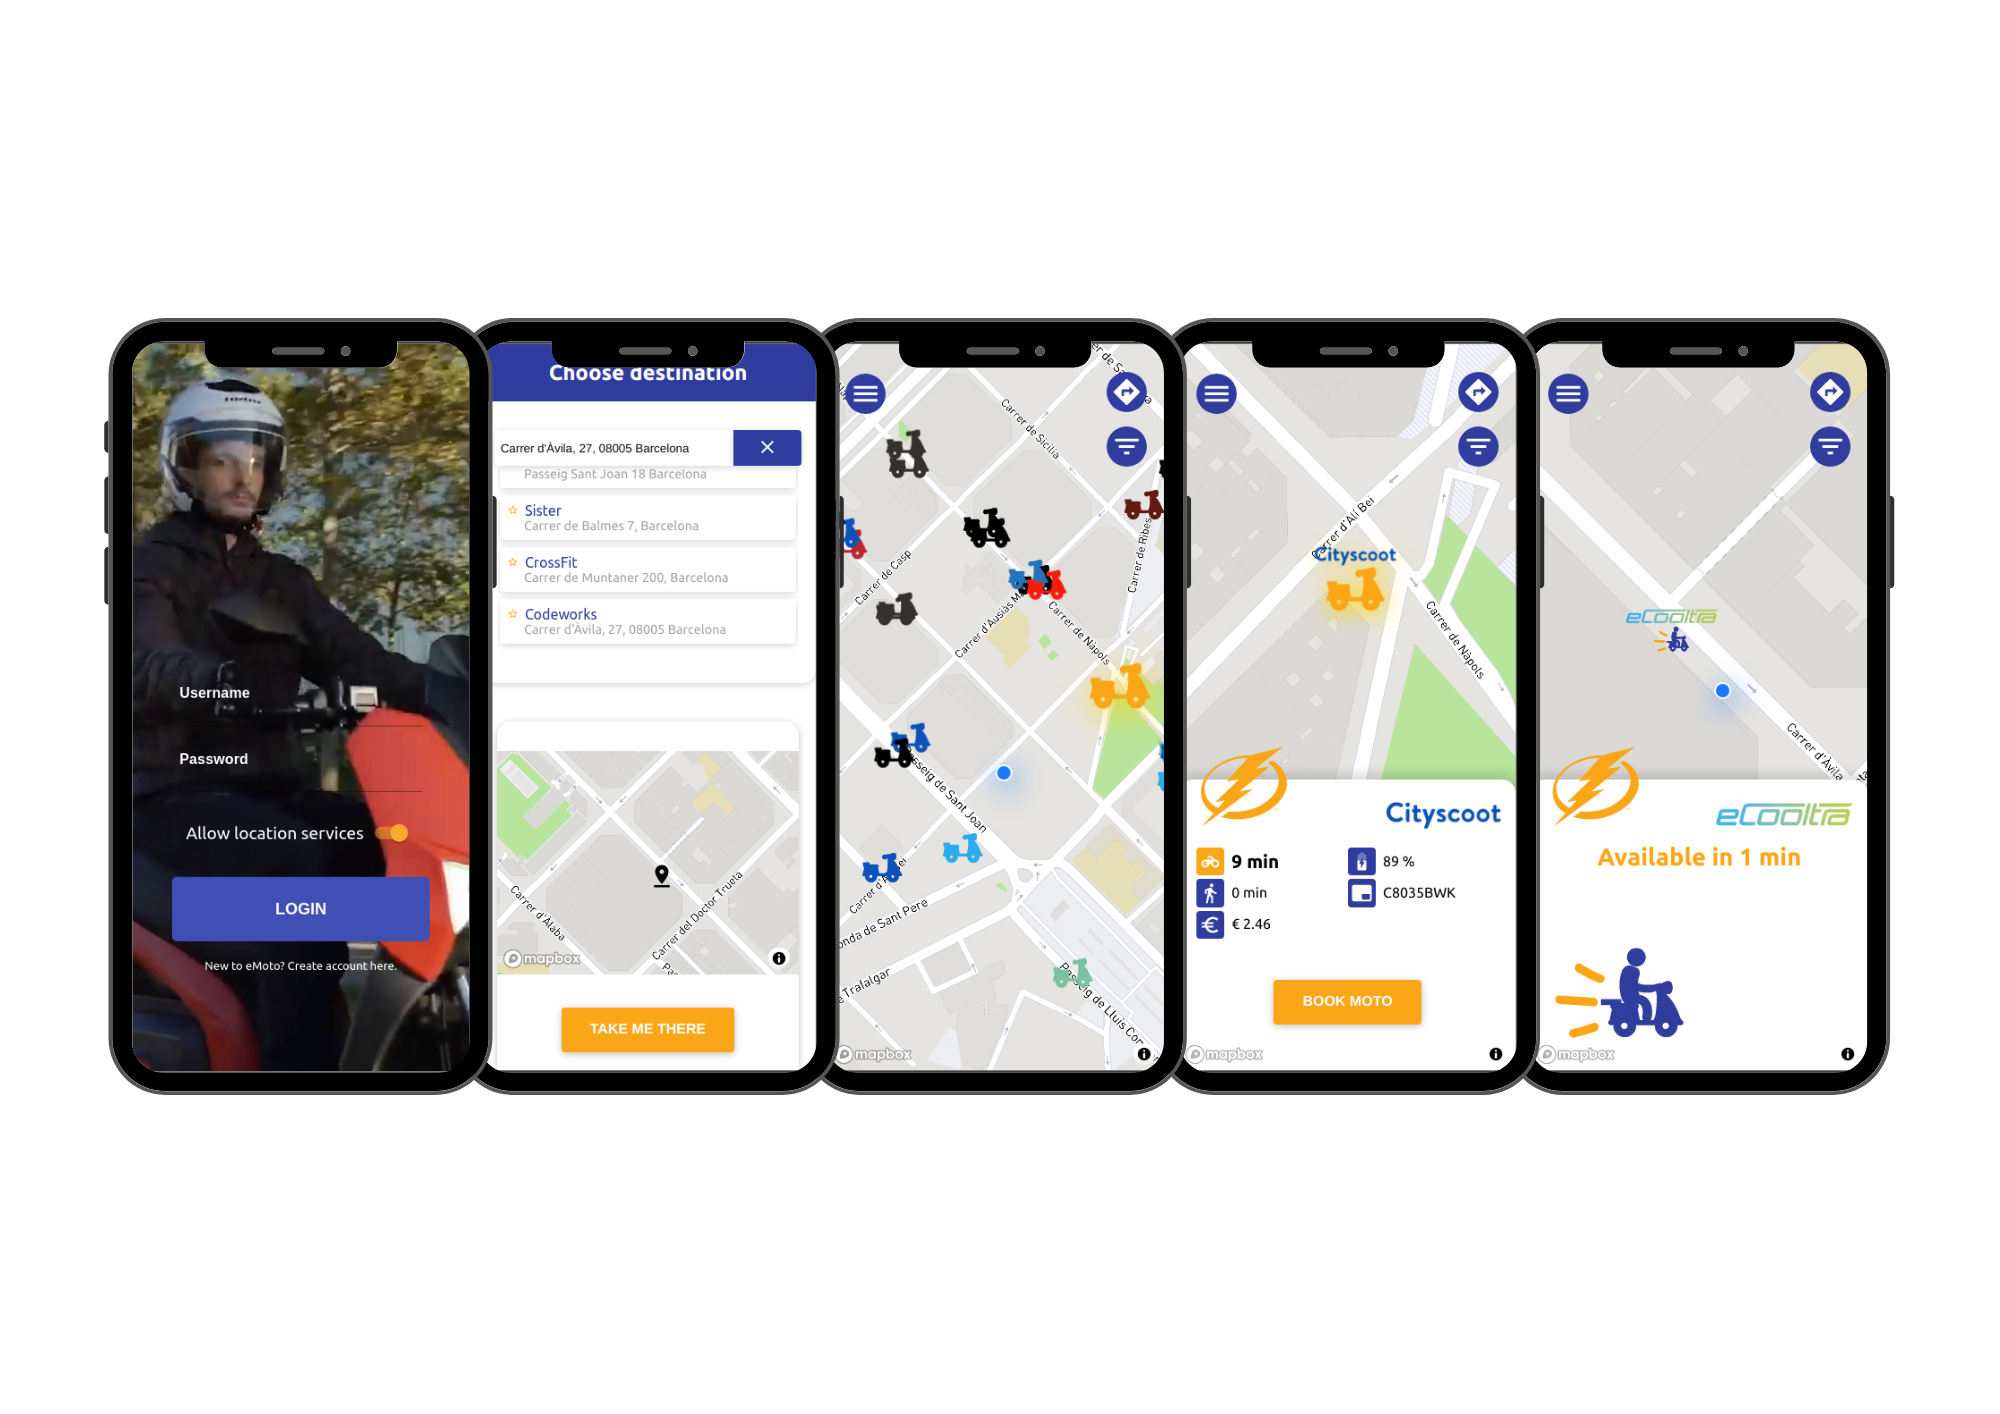 Username
Password
Allow location services
LOGIN
New to eMoto? Create account here.
Choose destination
Carrer d'Àvila, 27, 08005 Barcelona
Passeig Sant Joan 18 Barcelona
Sister
Carrer de Balmes 7, Barcelona
CrossFit
Carrer de Muntaner 200, Barcelona
Codeworks
Carrer d'Àvila, 27, 08005 Barcelona
Carrer d'Àlaba
Carrer del Doctor Trueta
mapbox
TAKE ME THERE
Carrer de Sicília
Carrer de Ribes
Carrer de Casp
Carrer d'Ausiàs
Carrer de Nàpols
Passeig de Sant Joan
onda de Sant Pere
e Trafalgar
Passeig de Lluís Com
mapbox
Carrer d'Alí Bei
Cityscoot
Carrer de Nàpols
Cityscoot
9 min
89 %
0 min
C8035BWK
€ 2.46
BOOK MOTO
mapbox
eCooltra
Carrer d'Àvila
eCooltra
Available in 1 min
mapbox